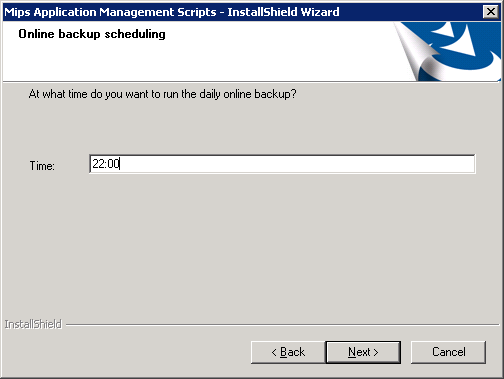 Mips Application Management Scripts - InstallShield Wizard
Online backup scheduling
At what time do you want to run the daily online backup?
Time: 22:00
InstallShield
< Back Next > Cancel